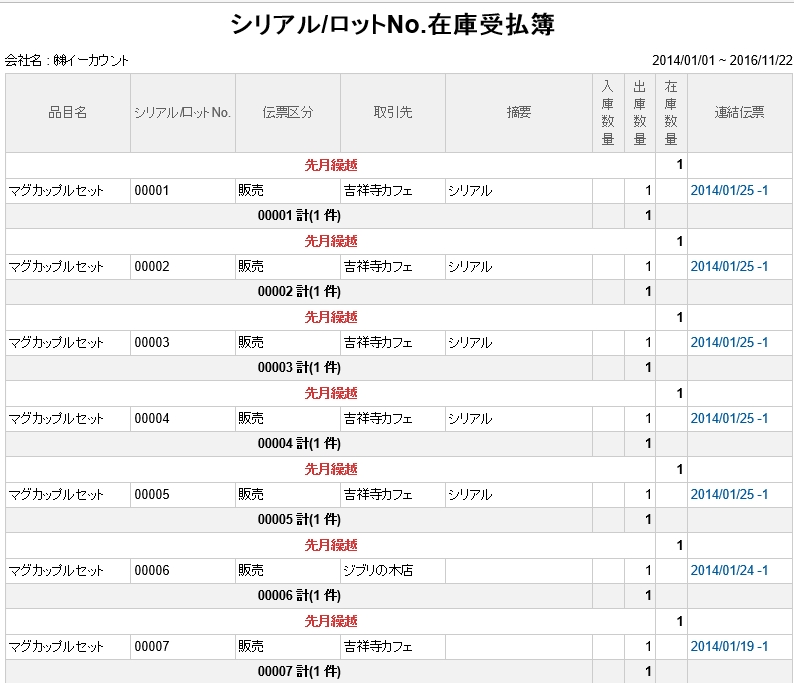 シリアル/ロットNo.在庫受払簿
会社名 : ㈱イーカウント 2014/01/01 ~ 2016/11/22
品目名 シリアル/ロットNo. 伝票区分 取引先 摘要 入庫数量 出庫数量 在庫数量 連結伝票
先月繰越 1
マグカップルセット 00001 販売 吉祥寺カフェ シリアル 1 2014/01/25 -1
00001 計(1 件) 1
先月繰越 1
マグカップルセット 00002 販売 吉祥寺カフェ シリアル 1 2014/01/25 -1
00002 計(1 件) 1
先月繰越 1
マグカップルセット 00003 販売 吉祥寺カフェ シリアル 1 2014/01/25 -1
00003 計(1 件) 1
先月繰越 1
マグカップルセット 00004 販売 吉祥寺カフェ シリアル 1 2014/01/25 -1
00004 計(1 件) 1
先月繰越 1
マグカップルセット 00005 販売 吉祥寺カフェ シリアル 1 2014/01/25 -1
00005 計(1 件) 1
先月繰越 1
マグカップルセット 00006 販売 ジブリの木店 1 2014/01/24 -1
00006 計(1 件) 1
先月繰越 1
マグカップルセット 00007 販売 吉祥寺カフェ 1 2014/01/19 -1
00007 計(1 件) 1